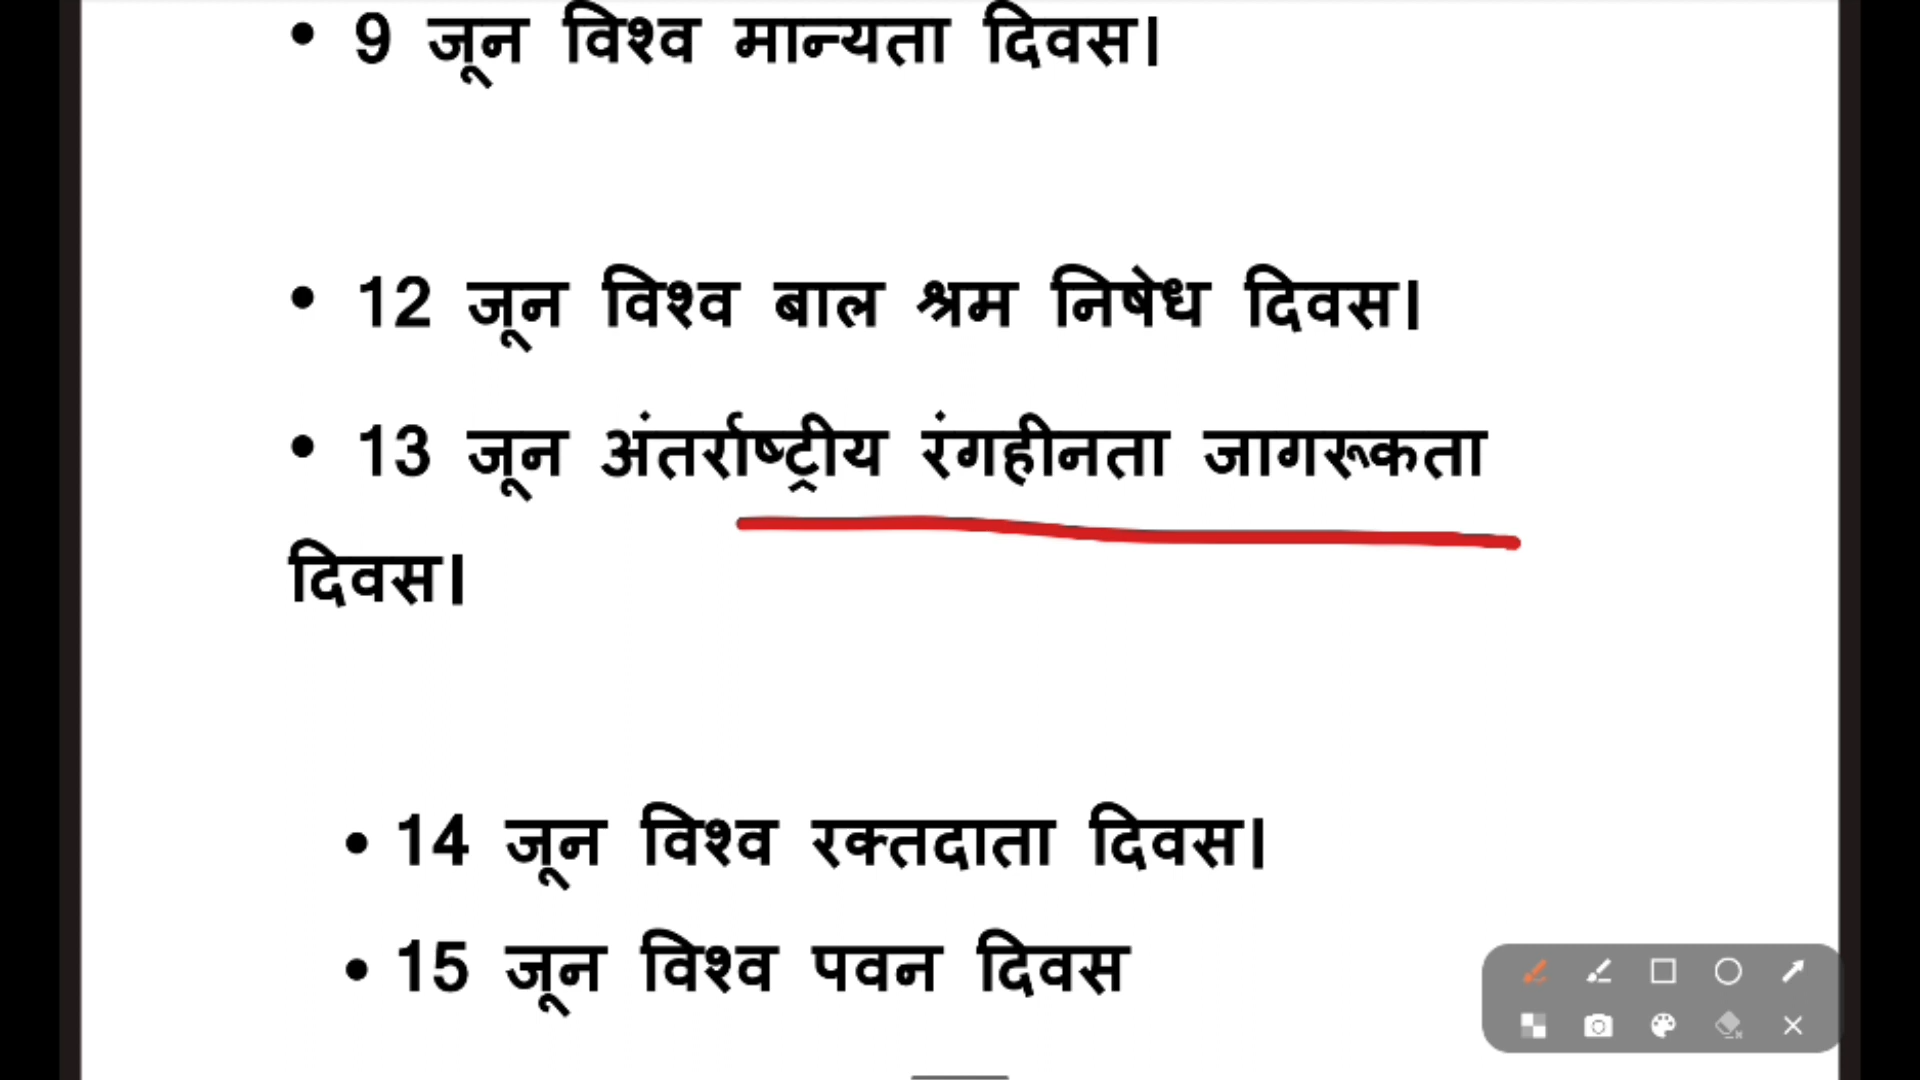 • 9 जून विश्व मान्यता दिवस।
• 12 जून विश्व बाल श्रम निषेध दिवस।
• 13 जून अंतर्राष्ट्रीय रंगहीनता जागरूकता
दिवस।
• 14 जून विश्व रक्तदाता दिवस।
• 15 जून विश्व पवन दिवस